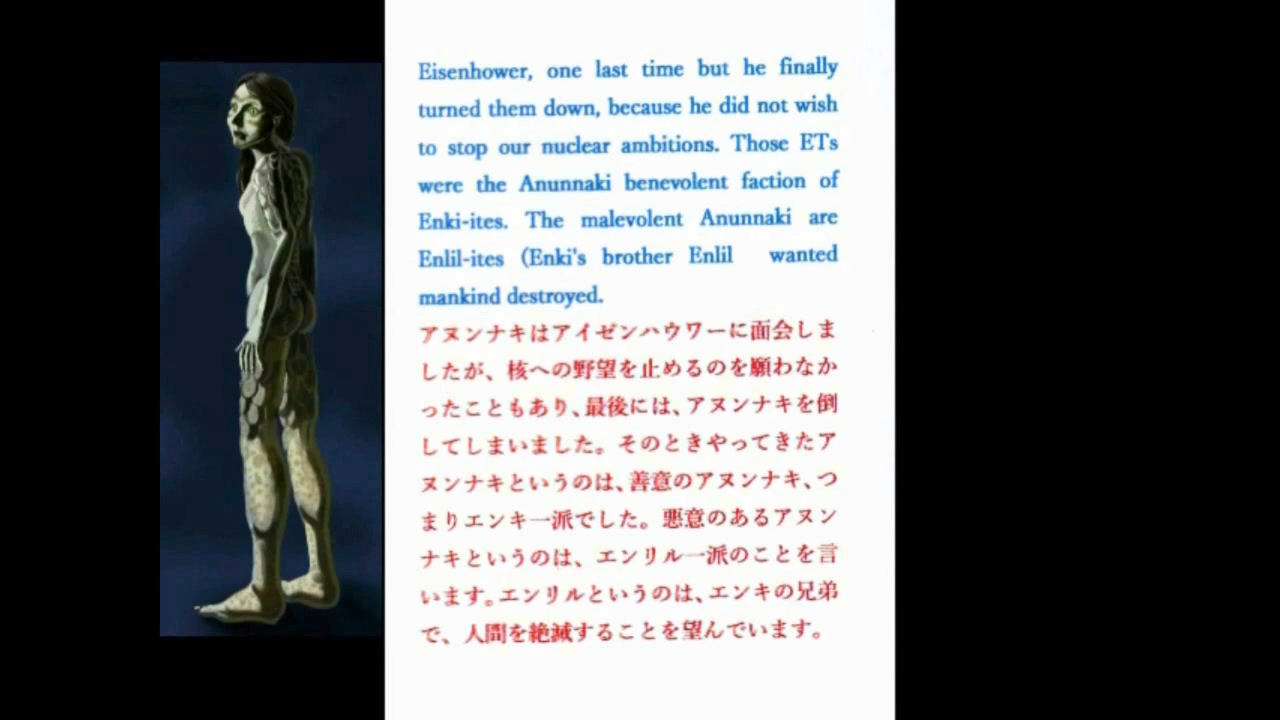 Eisenhower, one last time but he finally
turned them down, because he did not wish
to stop our nuclear ambitions. Those ETs
were the Anunnaki benevolent faction of
Enki-ites. The malevolent Anunnaki are
Enlil-ites (Enki's brother Enlil wanted
mankind destroyed.
アヌンナキはアイゼンハウワーに面会しま
したが、核への野望を止めるのを願わなか
ったこともあり、最後には、アヌンナキを倒
してしまいました。そのときやってきたア
ヌンナキというのは、善意のアヌンナキ、つ
まりエンキ一派でした。悪意のあるアヌン
ナキというのは、エンリル一派のことを言
います。エンリルというのは、エンキの兄弟
で、人間を絶滅することを望んでいます。